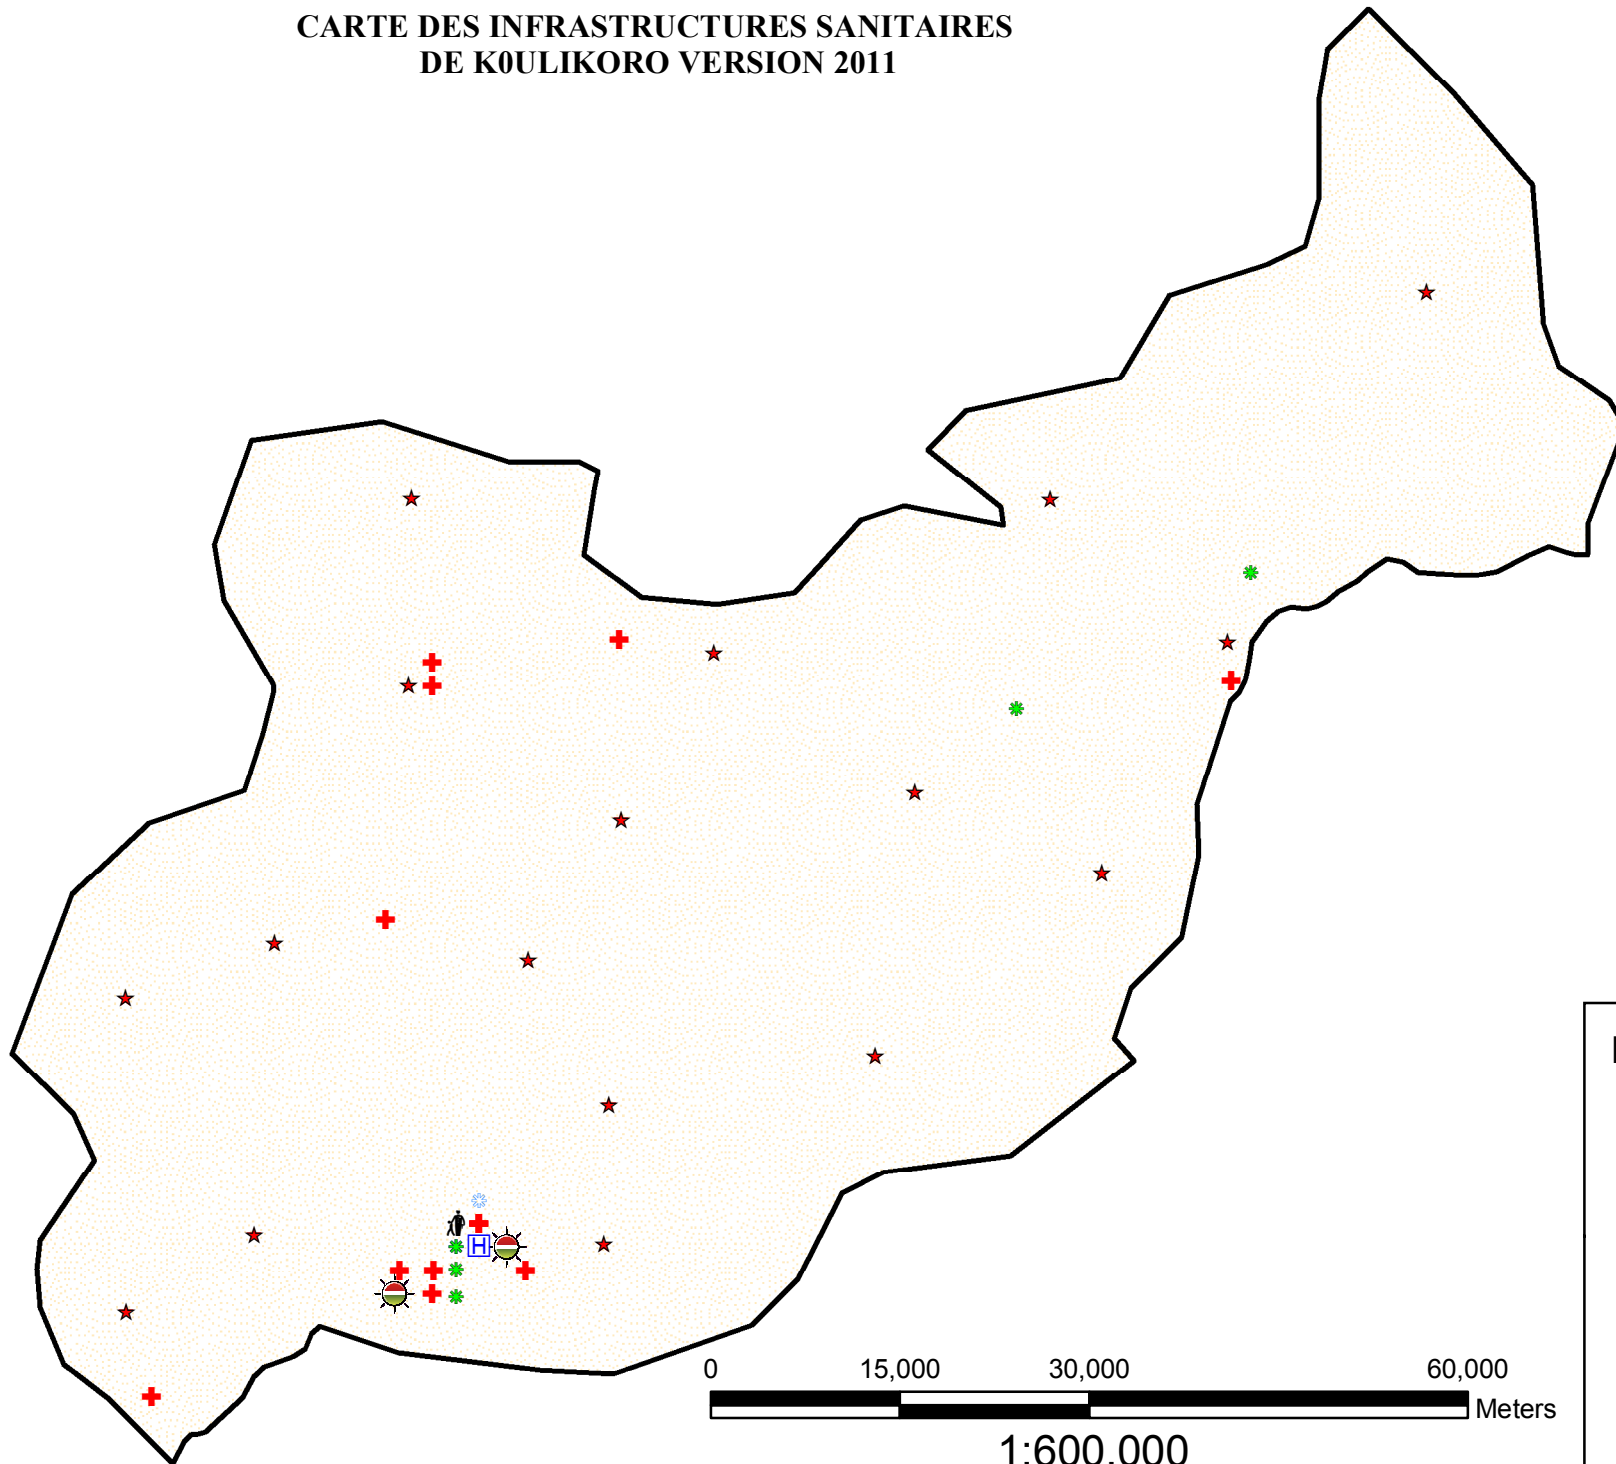 CARTE DES INFRASTRUCTURES SANITAIRES
DE K0ULIKORO VERSION 2011
H
0 15,000 30,000 60,000
Meters
1:600.000